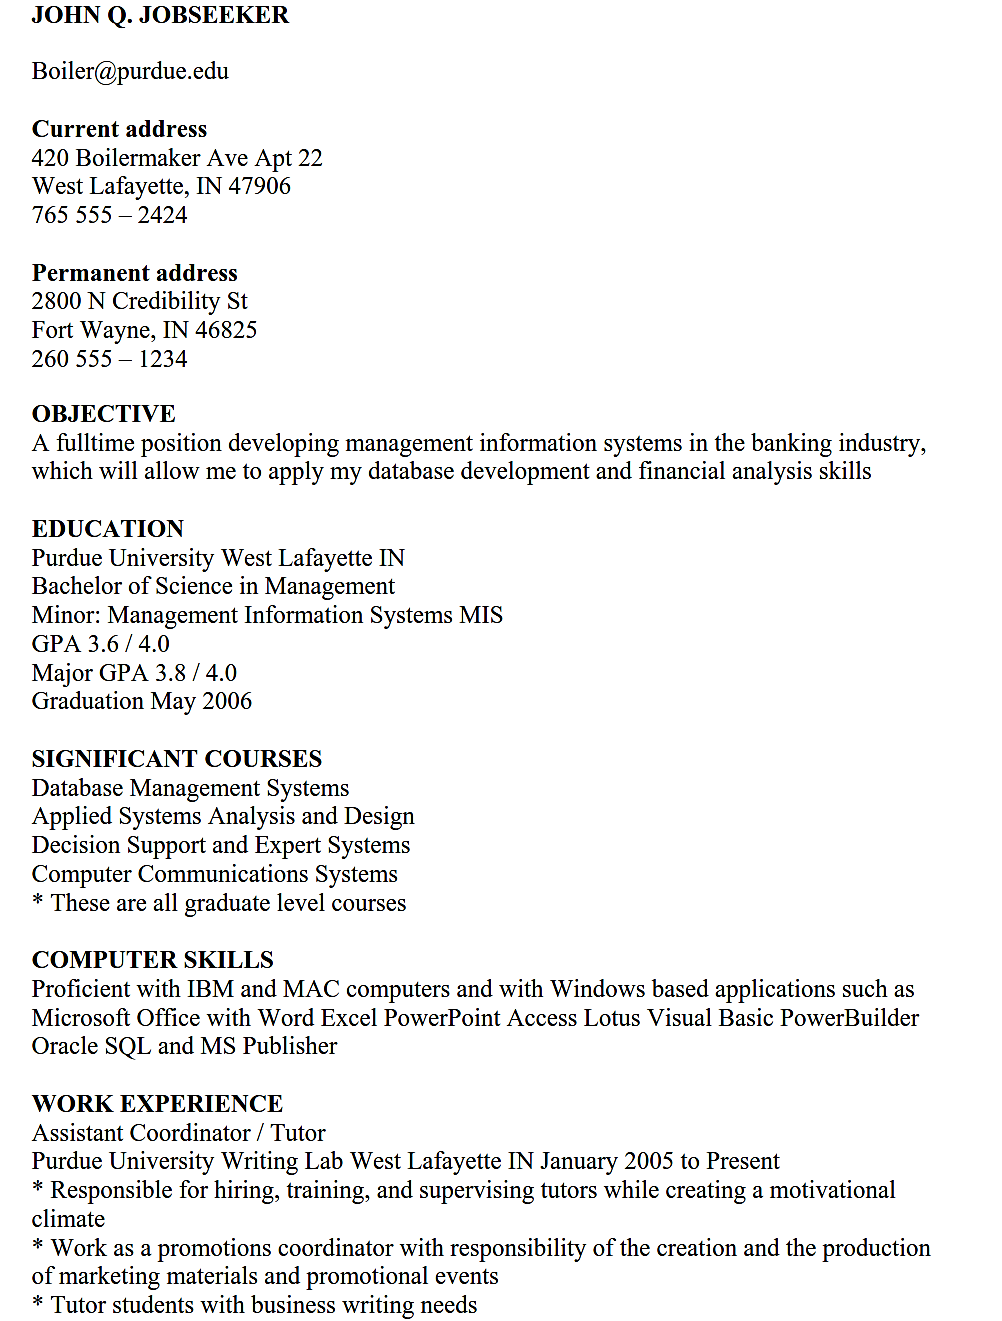 JOHN Q. JOBSEEKER
Boiler@purdue.edu
Current address
420 Boilermaker Ave Apt 22
West Lafayette, IN 47906
765 555 – 2424
Permanent address
2800 N Credibility St
Fort Wayne, IN 46825
260 555 – 1234
OBJECTIVE
A fulltime position developing management information systems in the banking industry,
which will allow me to apply my database development and financial analysis skills
EDUCATION
Purdue University West Lafayette IN
Bachelor of Science in Management
Minor: Management Information Systems MIS
GPA 3.6 / 4.0
Major GPA 3.8 / 4.0
Graduation May 2006
SIGNIFICANT COURSES
Database Management Systems
Applied Systems Analysis and Design
Decision Support and Expert Systems
Computer Communications Systems
* These are all graduate level courses
COMPUTER SKILLS
Proficient with IBM and MAC computers and with Windows based applications such as
Microsoft Office with Word Excel PowerPoint Access Lotus Visual Basic PowerBuilder
Oracle SQL and MS Publisher
WORK EXPERIENCE
Assistant Coordinator / Tutor
Purdue University Writing Lab West Lafayette IN January 2005 to Present
* Responsible for hiring, training, and supervising tutors while creating a motivational
climate
* Work as a promotions coordinator with responsibility of the creation and the production
of marketing materials and promotional events
* Tutor students with business writing needs